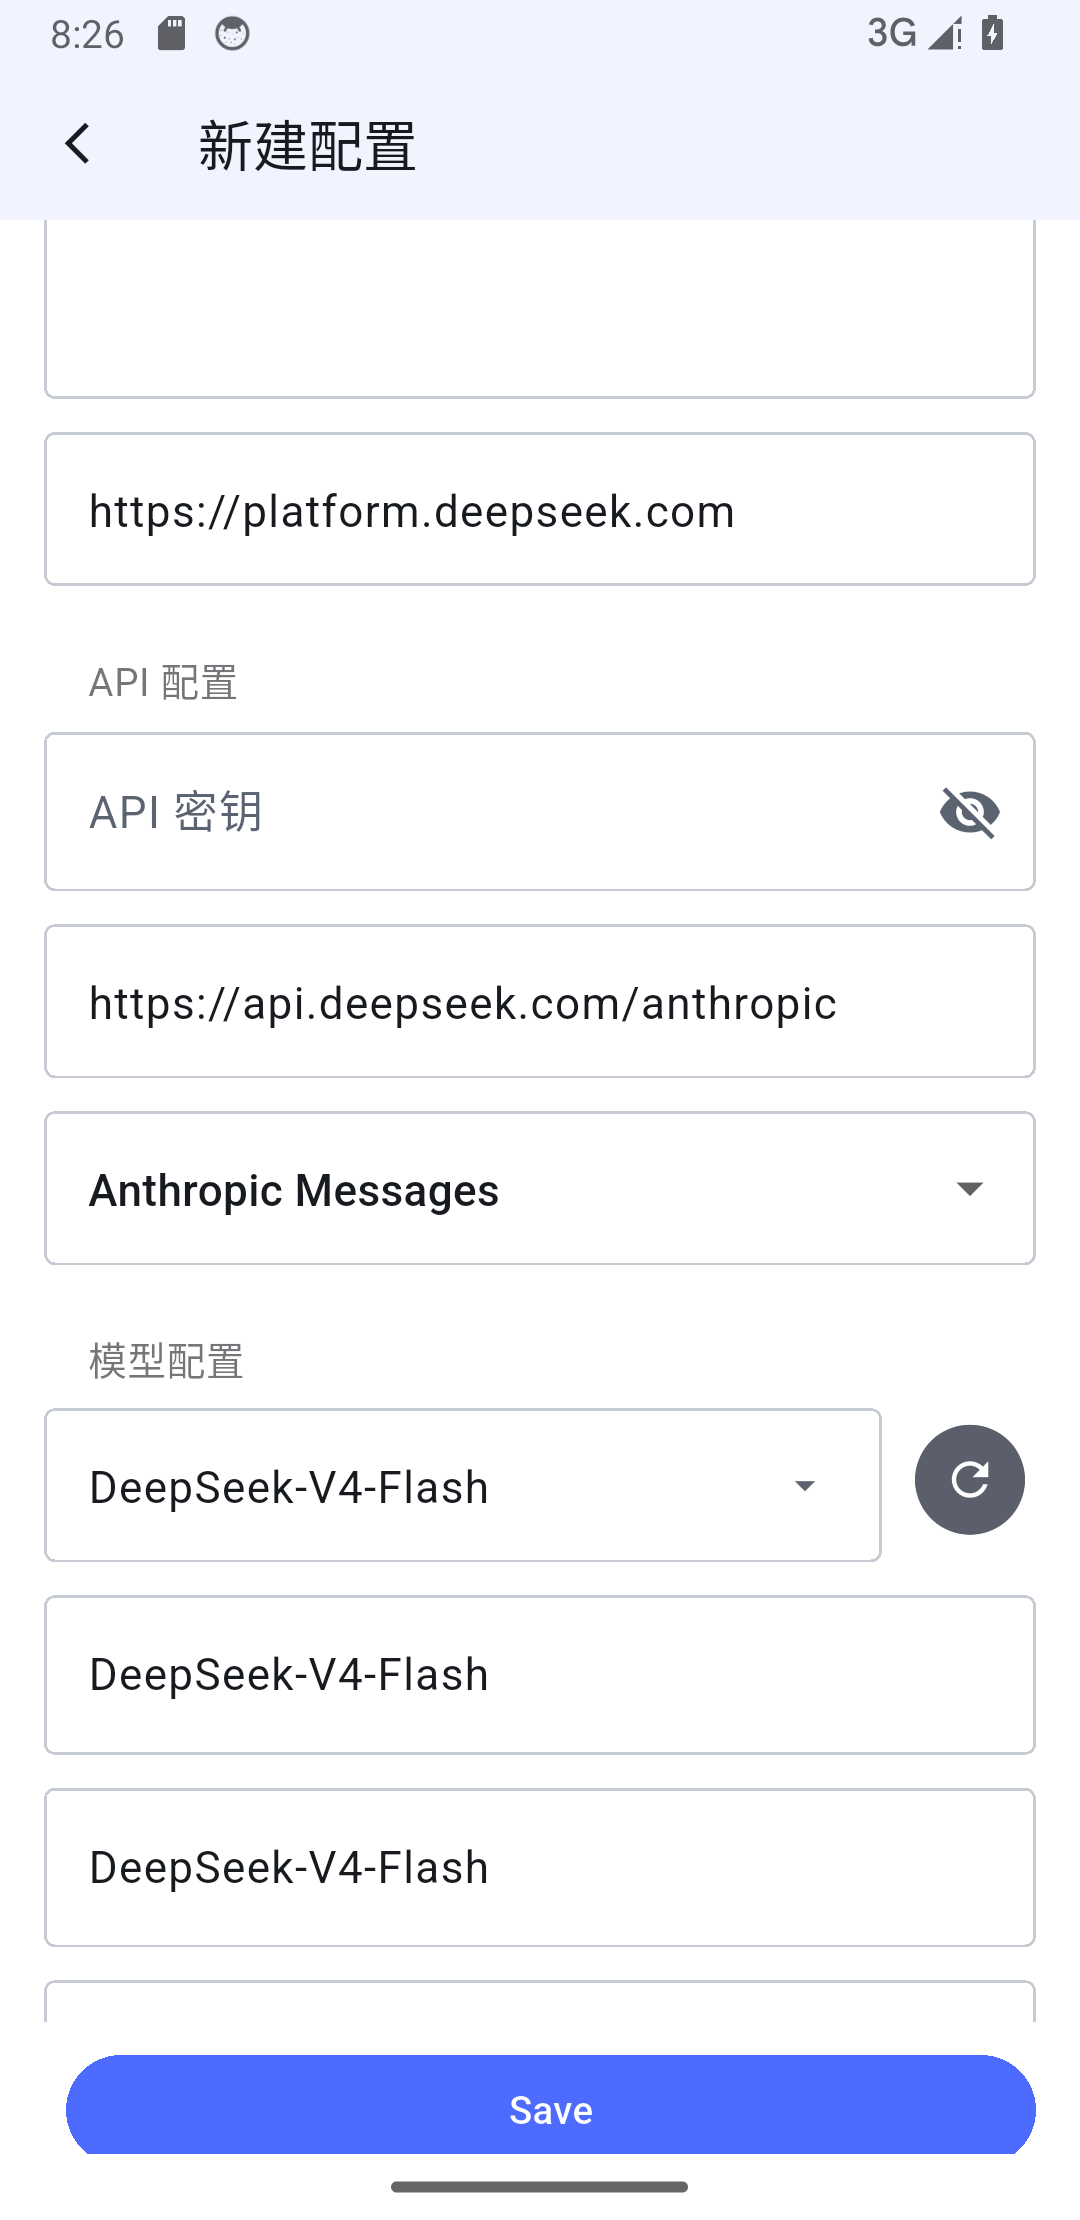 8:26
3G
新建配置
https://platform.deepseek.com
API 配置
API 密钥
https://api.deepseek.com/anthropic
Anthropic Messages
模型配置
DeepSeek-V4-Flash
DeepSeek-V4-Flash
DeepSeek-V4-Flash
Save